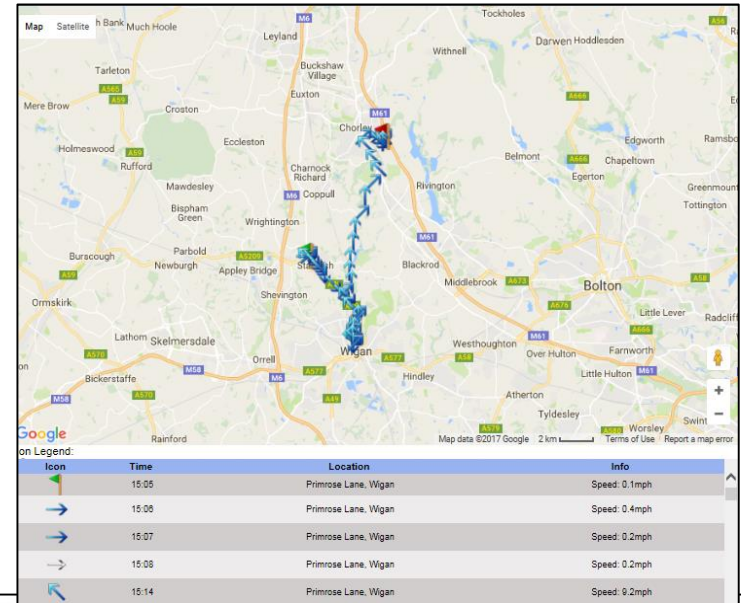 Map Satellite
h Bank
Much Hoole
M6
Leyland
Tockholes
A56
Darwen Hoddlesden
Withnell
Tarleton
Buckshaw
Village
A565
A59
Euxton
A666
Mere Brow
Croston
M61
Chorley
Holmeswood
A59
Rufford
Eccleston
Edgworth
Ramsbo
Belmont
A666
Chapeltown
Egerton
Charnock
Richard
Rivington
Greenmount
Mawdesley
M6
Coppull
Tottington
Bispham
Green
Wrightington
M61
Parbold
A5209
Burscough
Newburgh
Appley Bridge
Blackrod
A59
Middlebrook
A673
A58
Bolton
Shevington
Ormskirk
A676
Little Lever
Radcliff
A666
Lathom
Skelmersdale
M61
Wigan
Westhoughton
Over Hulton
Farnworth
A570
Orrell
A577
A58
M58
A577
Hindley
Little Hulton
M61
Bickerstaffe
M6
M58
A570
A49
Atherton
Tyldesley
Swint
A579
A580
Worsley
Google
Rainford
Map data ©2017 Google
2 km
Terms of Use
Report a map error
on Legend:
Icon Time Location Info
15:05 Primrose Lane, Wigan Speed: 0.1mph
15:06 Primrose Lane, Wigan Speed: 0.4mph
15:07 Primrose Lane, Wigan Speed: 0.2mph
15:08 Primrose Lane, Wigan Speed: 0.2mph
15:14 Primrose Lane, Wigan Speed: 9.2mph